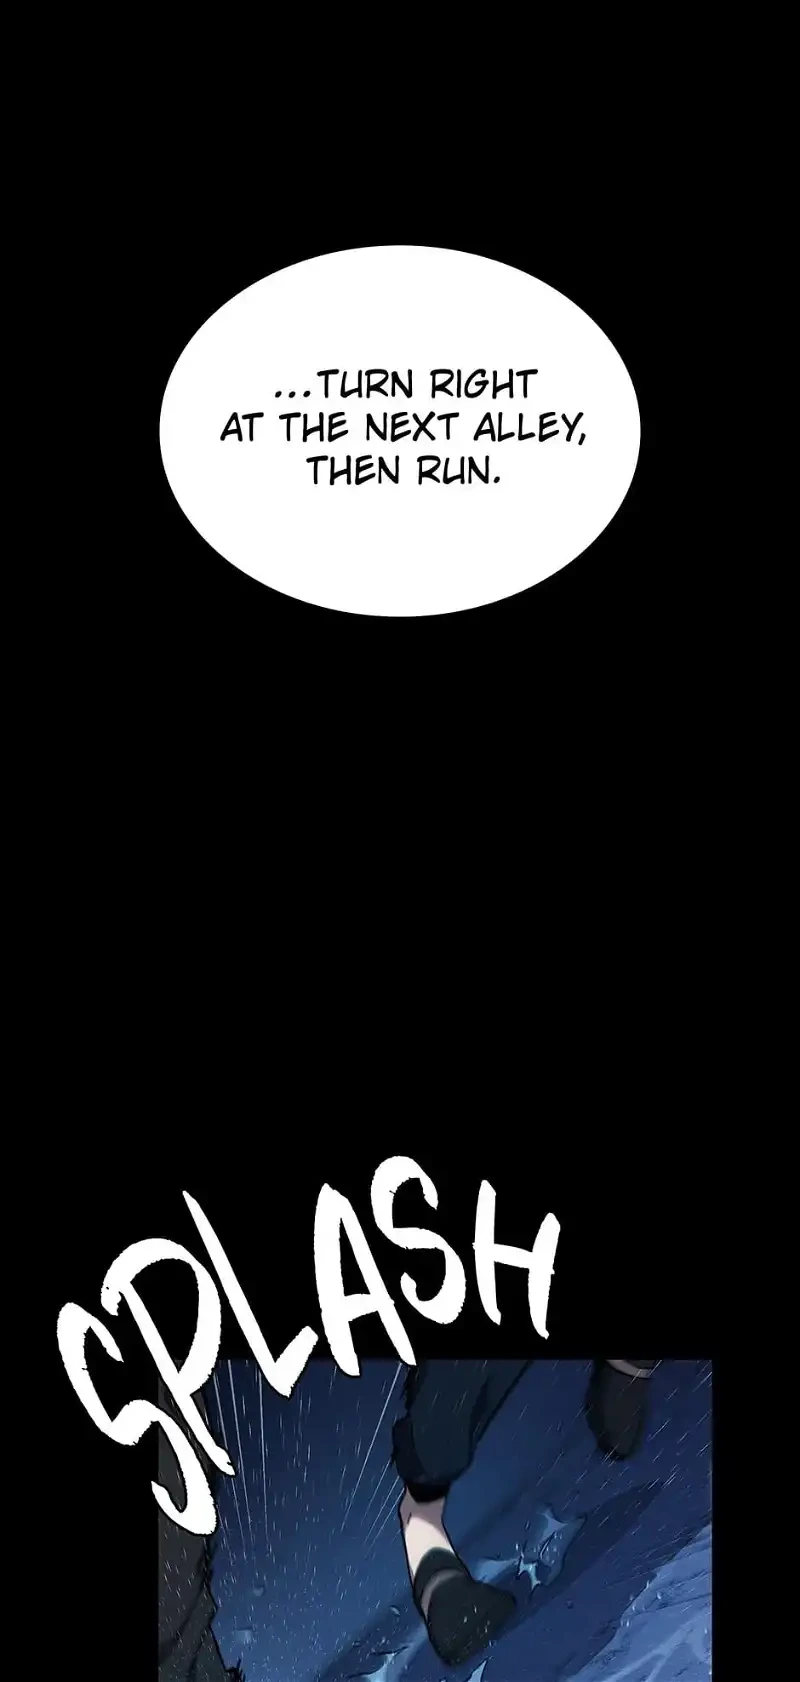 ...TURN RIGHT
AT THE NEXT ALLEY,
THEN RUN.
SPLASH